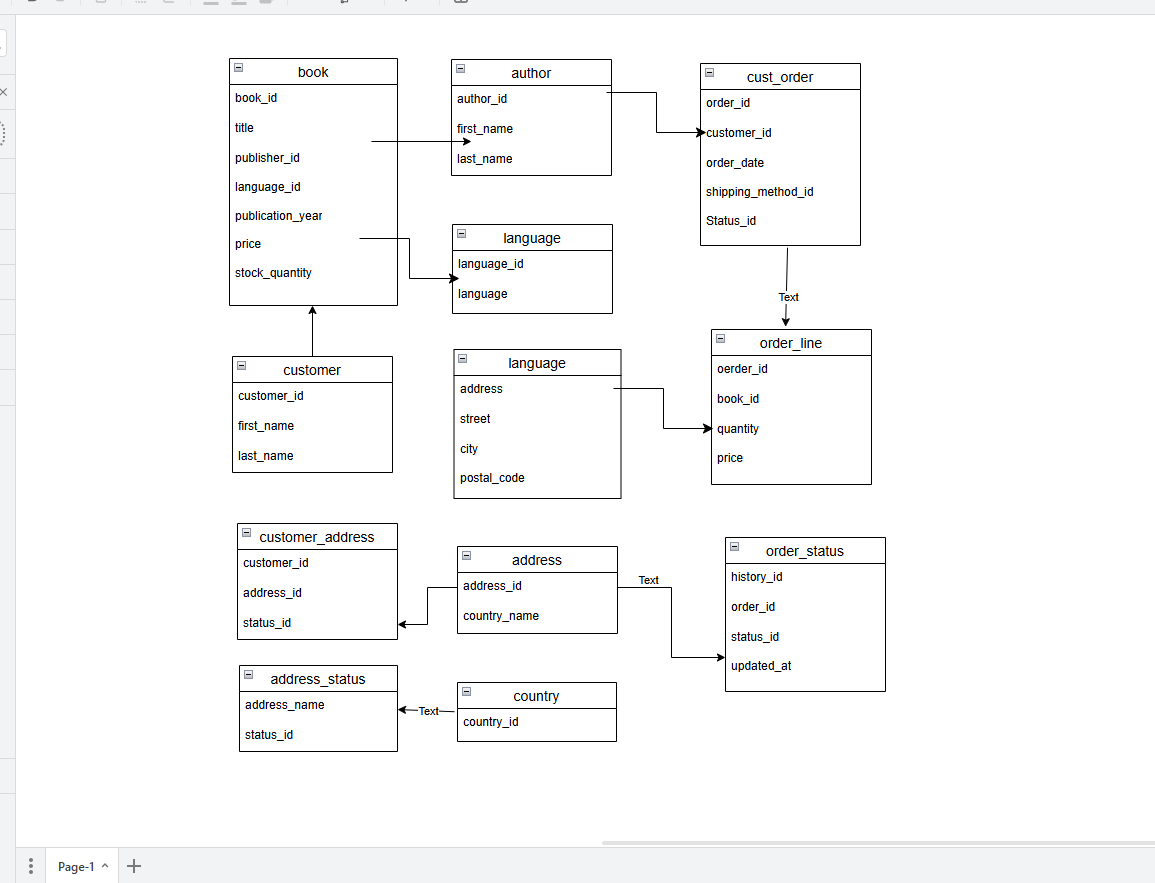 book
book_id
title
publisher_id
language_id
publication_year
price
stock_quantity
author
author_id
first_name
last_name
cust_order
order_id
customer_id
order_date
shipping_method_id
Status_id
language
language_id
language
Text
customer
customer_id
first_name
last_name
language
address
street
city
postal_code
order_line
oerder_id
book_id
quantity
price
customer_address
customer_id
address_id
status_id
address
address_id
country_name
Text
order_status
history_id
order_id
status_id
updated_at
address_status
address_name
status_id
Text
country
country_id
Page-1